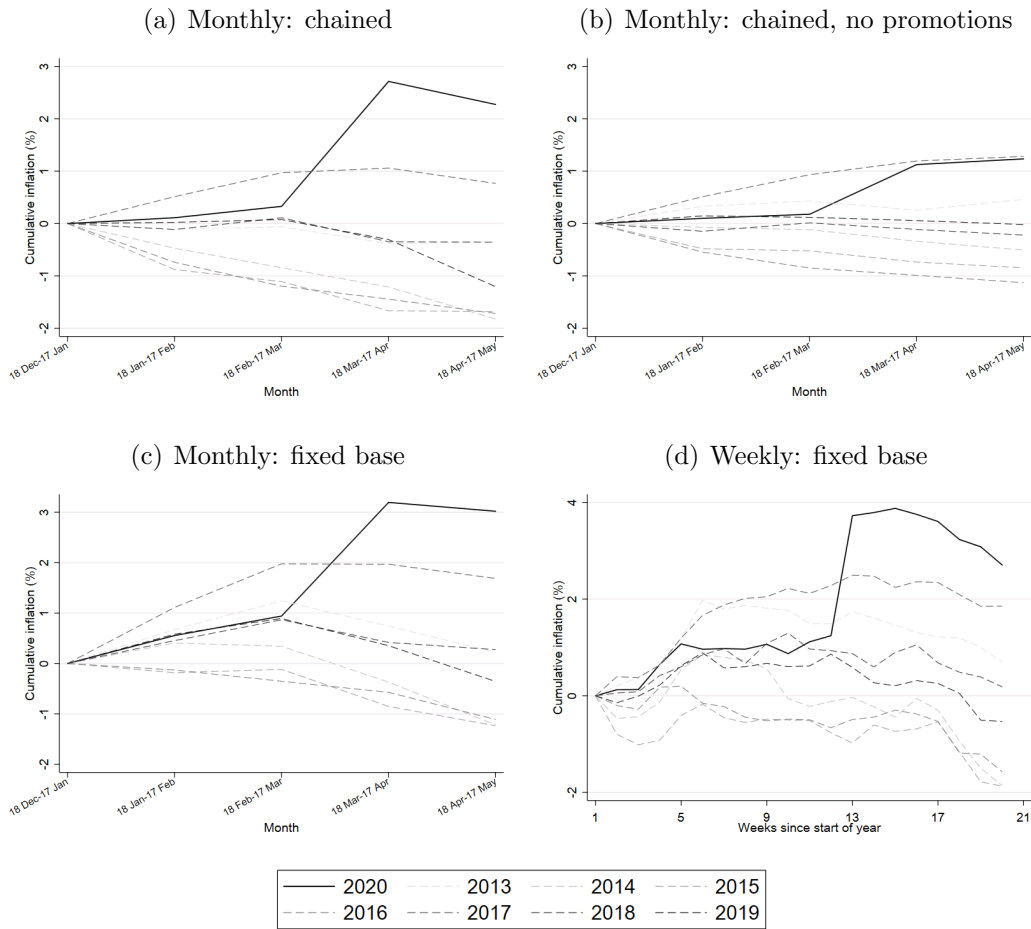 (a) Monthly: chained
Cumulative inflation (%)
3
2
1
0
-1
-2
18 Dec-17 Jan
18 Jan-17 Feb
18 Feb-17 Mar
18 Mar-17 Apr
18 Apr-17 May
Month
(b) Monthly: chained, no promotions
Cumulative inflation (%)
3
2
1
0
-1
-2
18 Dec-17 Jan
18 Jan-17 Feb
18 Feb-17 Mar
18 Mar-17 Apr
18 Apr-17 May
Month
(c) Monthly: fixed base
Cumulative inflation (%)
3
2
1
0
-1
-2
18 Dec-17 Jan
18 Jan-17 Feb
18 Feb-17 Mar
18 Mar-17 Apr
18 Apr-17 May
Month
(d) Weekly: fixed base
Cumulative inflation (%)
4
2
0
-2
1 5 9 13 17 21
Weeks since start of year
2020 2013 2014 2015
2016 2017 2018 2019